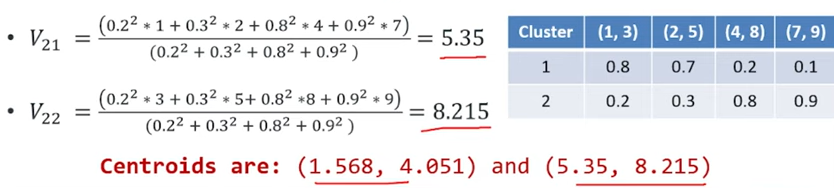 • V₂₁ = (0.2² * 1 + 0.3² * 2 + 0.8² * 4 + 0.9² * 7) / (0.2² + 0.3² + 0.8² + 0.9² ) = 5.35
• V₂₂ = (0.2² * 3 + 0.3² * 5+ 0.8² *8 + 0.9² * 9) / (0.2² + 0.3² + 0.8² + 0.9² ) = 8.215
Cluster (1, 3) (2, 5) (4, 8) (7, 9)
1 0.8 0.7 0.2 0.1
2 0.2 0.3 0.8 0.9
Centroids are: (1.568, 4.051) and (5.35, 8.215)